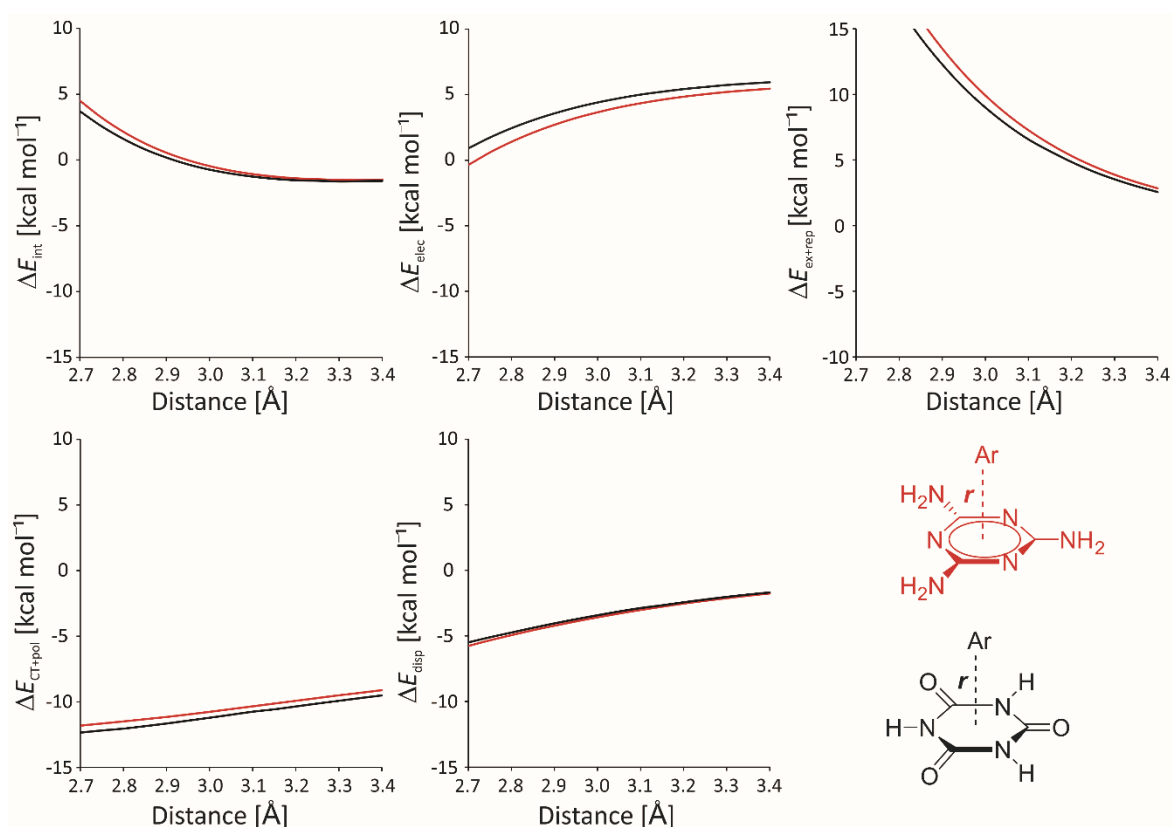 ΔE_int [kcal mol⁻¹]
10
5
0
-5
-10
-15
2.7 2.8 2.9 3.0 3.1 3.2 3.3 3.4
Distance [Å]
ΔE_elec [kcal mol⁻¹]
10
5
0
-5
-10
-15
2.7 2.8 2.9 3.0 3.1 3.2 3.3 3.4
Distance [Å]
ΔE_ex+rep [kcal mol⁻¹]
15
10
5
0
-5
-10
2.7 2.8 2.9 3.0 3.1 3.2 3.3 3.4
Distance [Å]
ΔE_CT+pol [kcal mol⁻¹]
10
5
0
-5
-10
-15
2.7 2.8 2.9 3.0 3.1 3.2 3.3 3.4
Distance [Å]
ΔE_disp [kcal mol⁻¹]
10
5
0
-5
-10
-15
2.7 2.8 2.9 3.0 3.1 3.2 3.3 3.4
Distance [Å]
Ar
H₂N r
N
N NH₂
N
H₂N
Ar
O r H
N
H-N O
N
O H